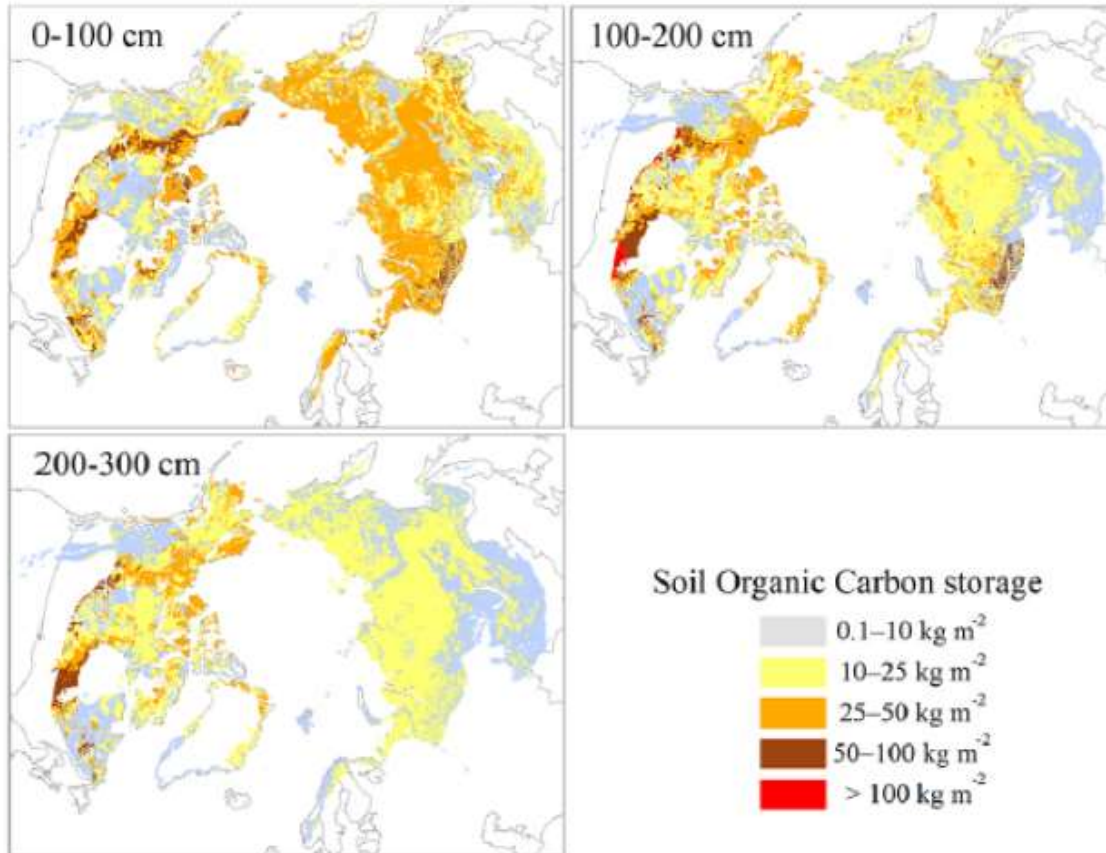 0-100 cm
100-200 cm
200-300 cm
Soil Organic Carbon storage
0.1–10 kg m⁻²
10–25 kg m⁻²
25–50 kg m⁻²
50–100 kg m⁻²
> 100 kg m⁻²